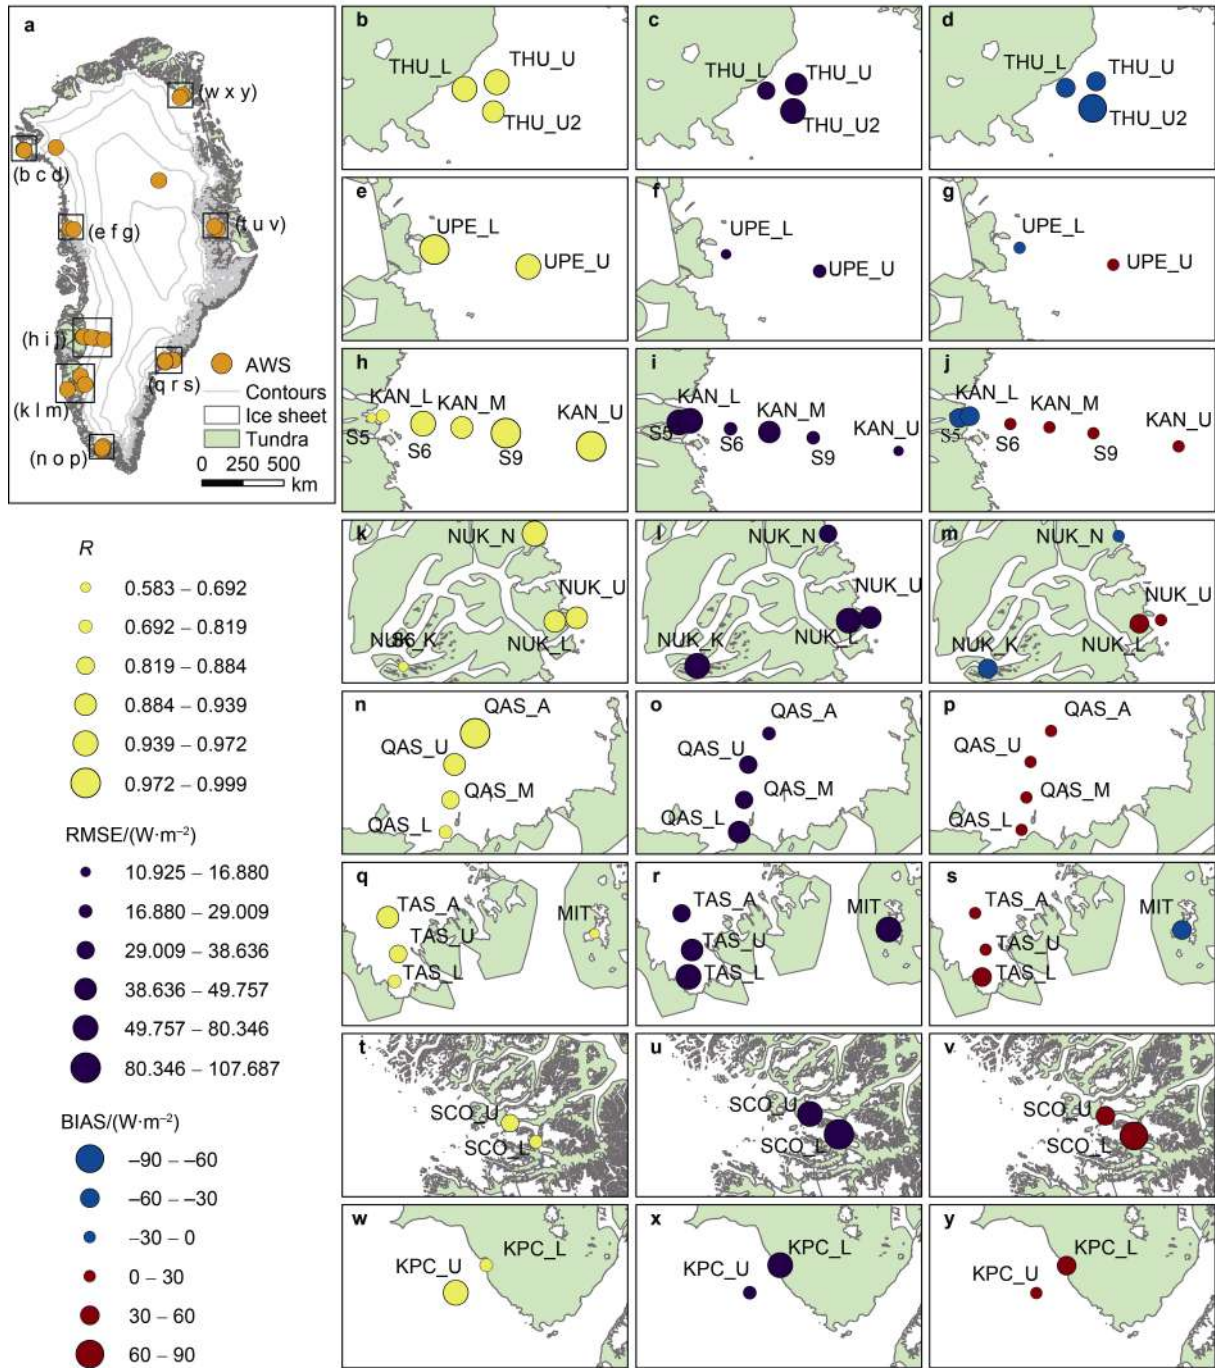 a
(w x y)
(b c d)
(e f g)
(t u v)
(h i j)
(q r s)
(k l m)
(n o p)
AWS
Contours
Ice sheet
Tundra
0 250 500
km
R
0.583 – 0.692
0.692 – 0.819
0.819 – 0.884
0.884 – 0.939
0.939 – 0.972
0.972 – 0.999
RMSE/(W·m⁻²)
10.925 – 16.880
16.880 – 29.009
29.009 – 38.636
38.636 – 49.757
49.757 – 80.346
80.346 – 107.687
BIAS/(W·m⁻²)
–90 – –60
–60 – –30
–30 – 0
0 – 30
30 – 60
60 – 90
b
THU_L
THU_U
THU_U2
c
THU_L
THU_U
THU_U2
d
THU_L
THU_U
THU_U2
e
UPE_L
UPE_U
f
UPE_L
UPE_U
g
UPE_L
UPE_U
h
KAN_L
KAN_M
KAN_U
S5
S6
S9
i
KAN_L
KAN_M
KAN_U
S5
S6
S9
j
KAN_L
KAN_M
KAN_U
S5
S6
S9
k
NUK_N
NUK_U
NUK_K
NUK_L
l
NUK_N
NUK_U
NUK_K
NUK_L
m
NUK_N
NUK_U
NUK_K
NUK_L
n
QAS_A
QAS_U
QAS_M
QAS_L
o
QAS_A
QAS_U
QAS_M
QAS_L
p
QAS_A
QAS_U
QAS_M
QAS_L
q
TAS_A
MIT
TAS_U
TAS_L
r
TAS_A
MIT
TAS_U
TAS_L
s
TAS_A
MIT
TAS_U
TAS_L
t
SCO_U
SCO_L
u
SCO_U
SCO_L
v
SCO_U
SCO_L
w
KPC_L
KPC_U
x
KPC_L
KPC_U
y
KPC_L
KPC_U